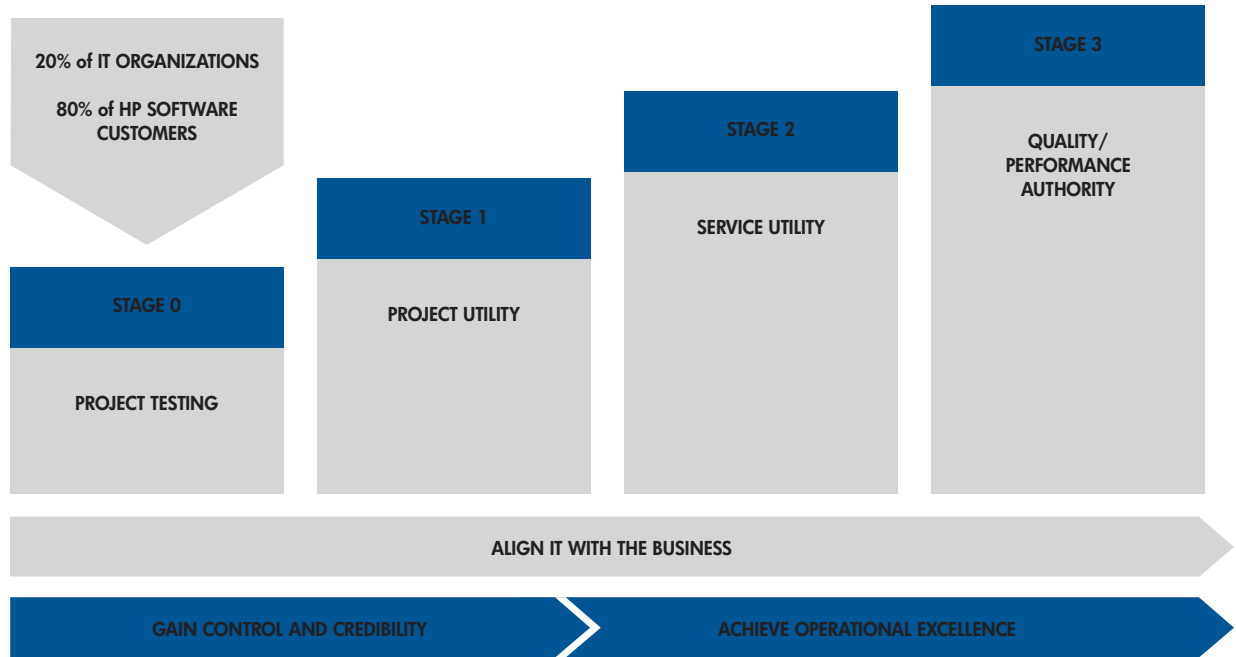 20% of IT ORGANIZATIONS
80% of HP SOFTWARE
CUSTOMERS
STAGE 0
PROJECT TESTING
STAGE 1
PROJECT UTILITY
STAGE 2
SERVICE UTILITY
STAGE 3
QUALITY/
PERFORMANCE
AUTHORITY
ALIGN IT WITH THE BUSINESS
GAIN CONTROL AND CREDIBILITY
ACHIEVE OPERATIONAL EXCELLENCE